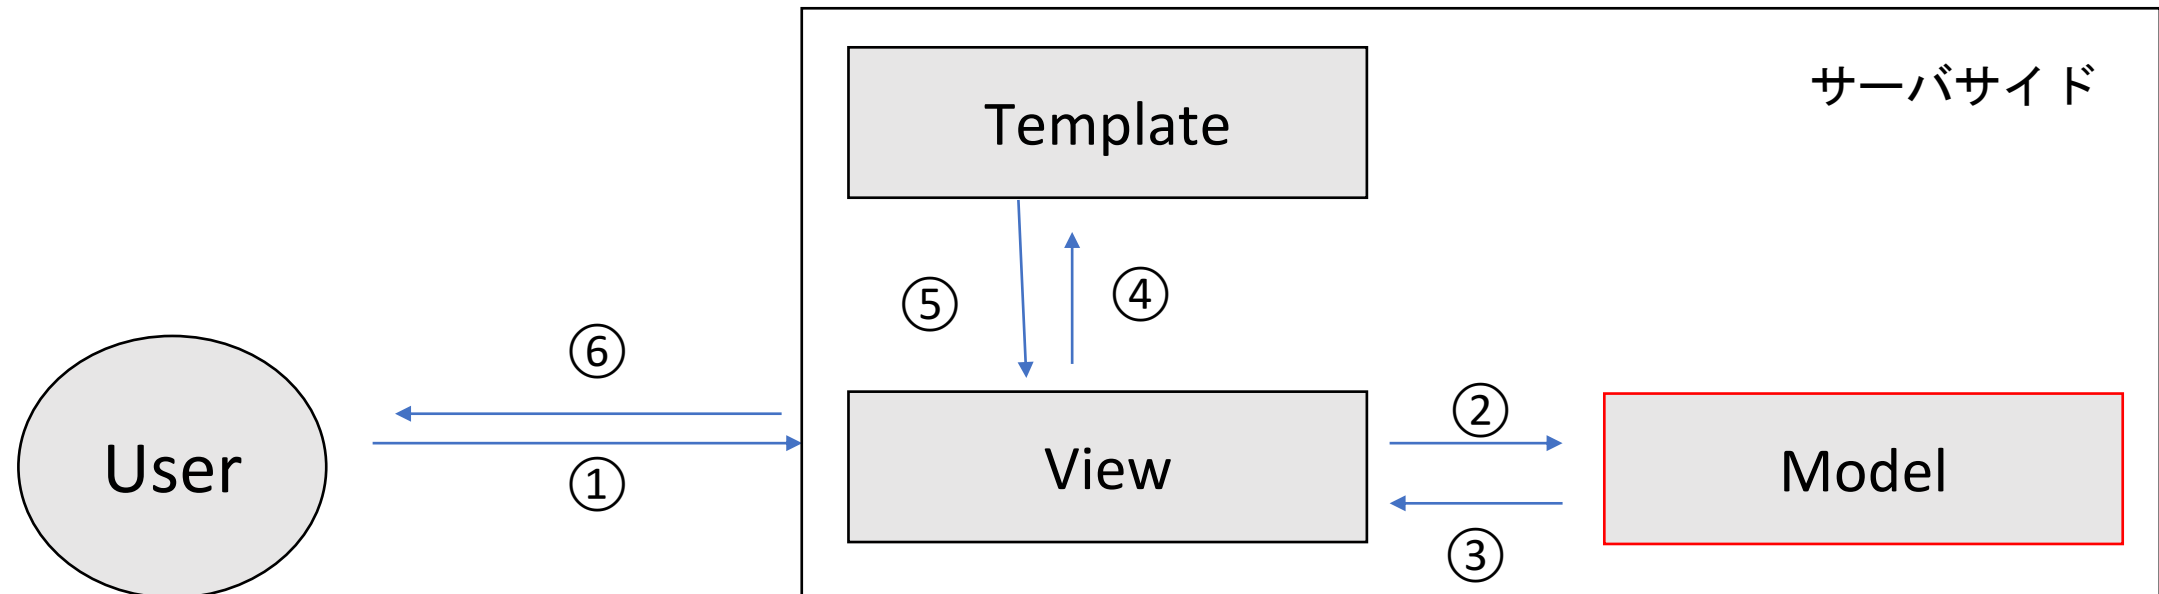 サーバサイド
Template
⑤
④
⑥
②
User
①
View
Model
③